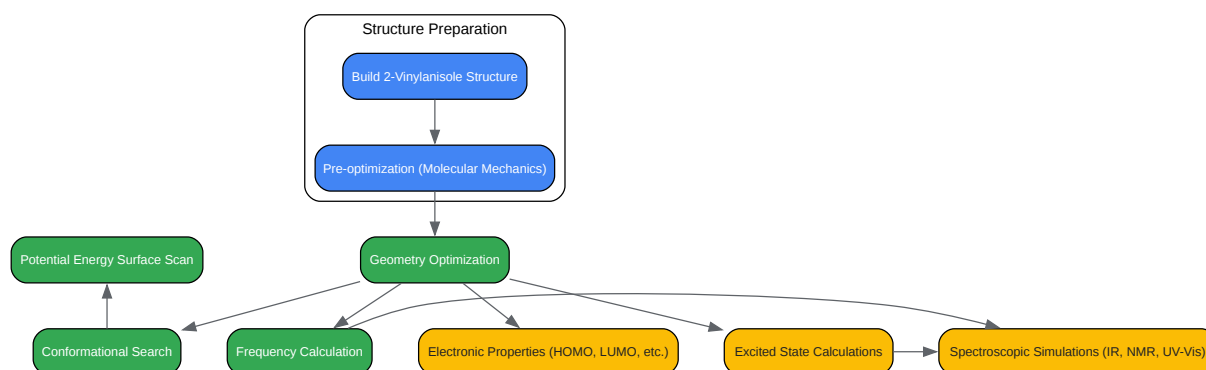 Structure Preparation
Build 2-Vinylanisole Structure
Pre-optimization (Molecular Mechanics)
Potential Energy Surface Scan
Geometry Optimization
Conformational Search
Frequency Calculation
Electronic Properties (HOMO, LUMO, etc.)
Excited State Calculations
Spectroscopic Simulations (IR, NMR, UV-Vis)